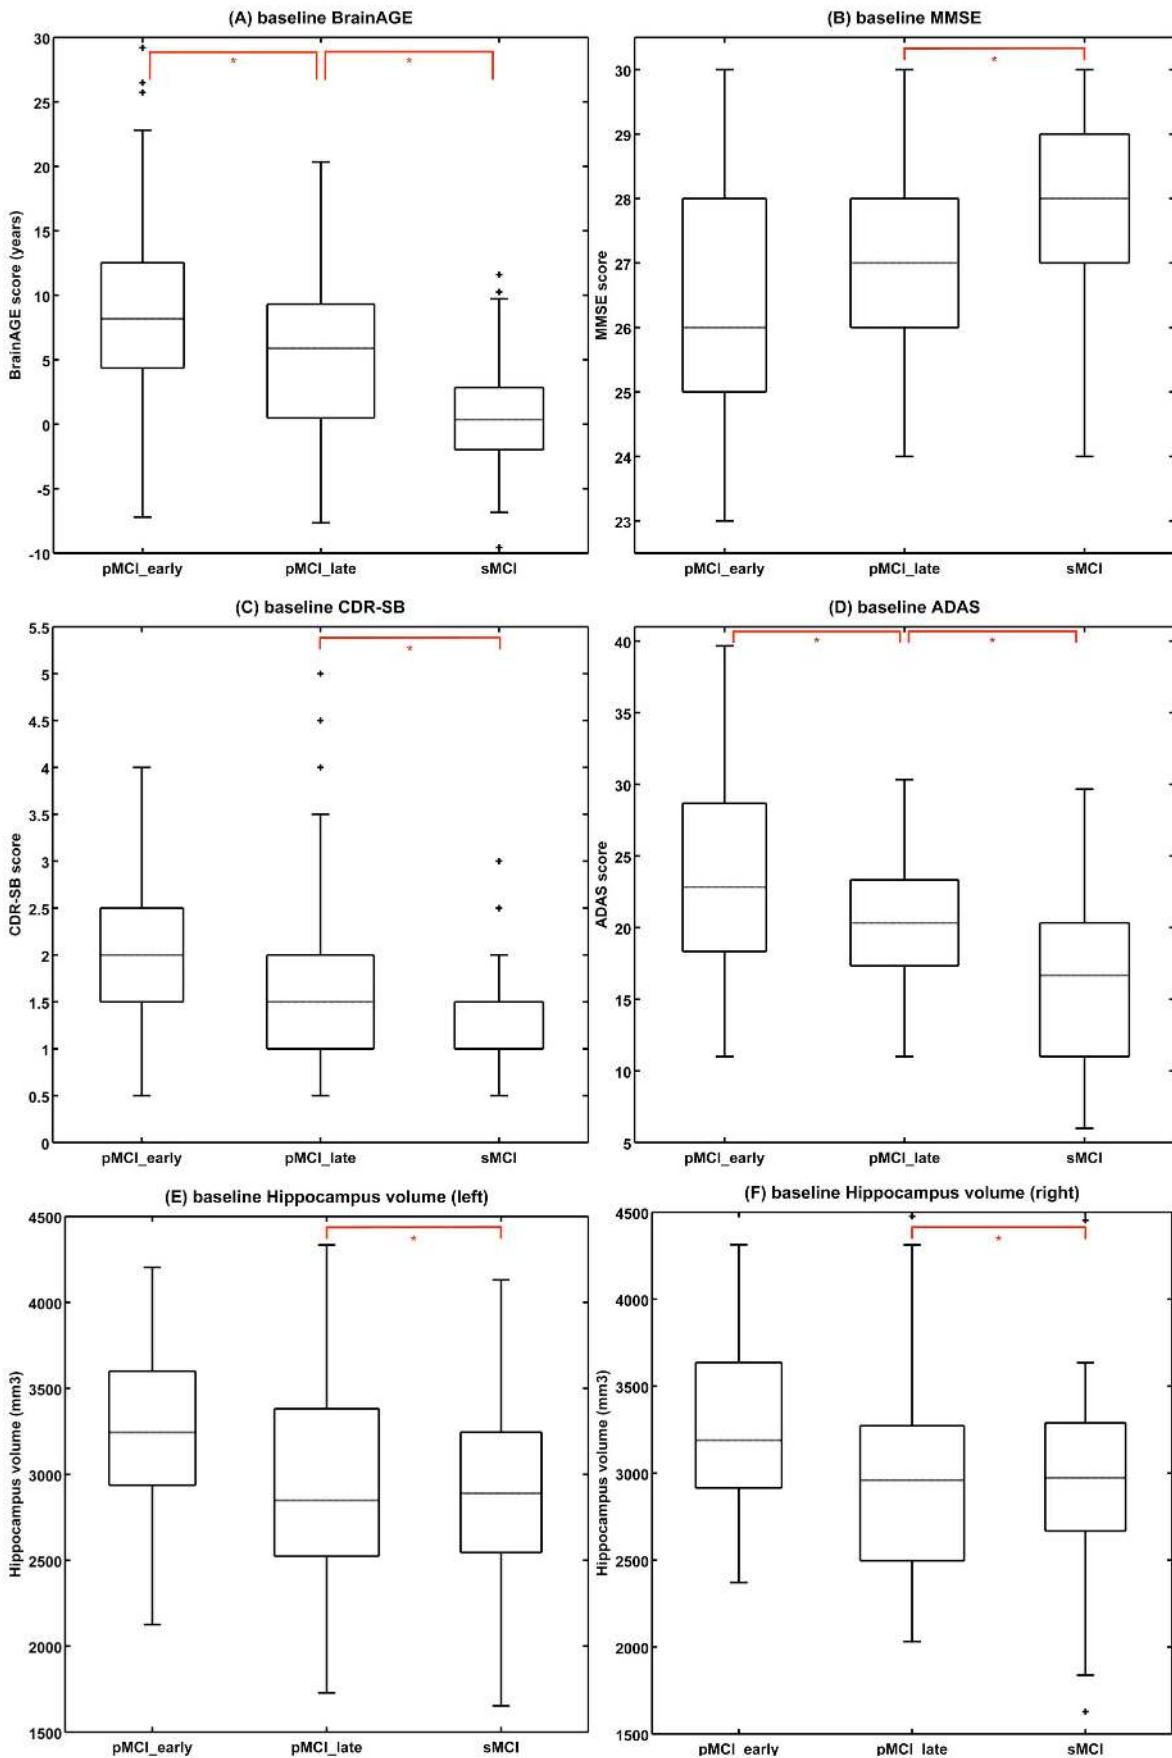 (A) baseline BrainAGE
30
25
20
15
10
5
0
-5
-10
BrainAGE score (years)
*
*
pMCI_early
pMCI_late
sMCI
(B) baseline MMSE
30
29
28
27
26
25
24
23
MMSE score
*
pMCI_early
pMCI_late
sMCI
(C) baseline CDR-SB
5.5
5
4.5
4
3.5
3
2.5
2
1.5
1
0.5
0
CDR-SB score
*
pMCI_early
pMCI_late
sMCI
(D) baseline ADAS
40
35
30
25
20
15
10
5
ADAS score
*
*
pMCI_early
pMCI_late
sMCI
(E) baseline Hippocampus volume (left)
4500
4000
3500
3000
2500
2000
1500
Hippocampus volume (mm3)
*
pMCI_early
pMCI_late
sMCI
(F) baseline Hippocampus volume (right)
4500
4000
3500
3000
2500
2000
1500
Hippocampus volume (mm3)
*
pMCI_early
pMCI_late
sMCI